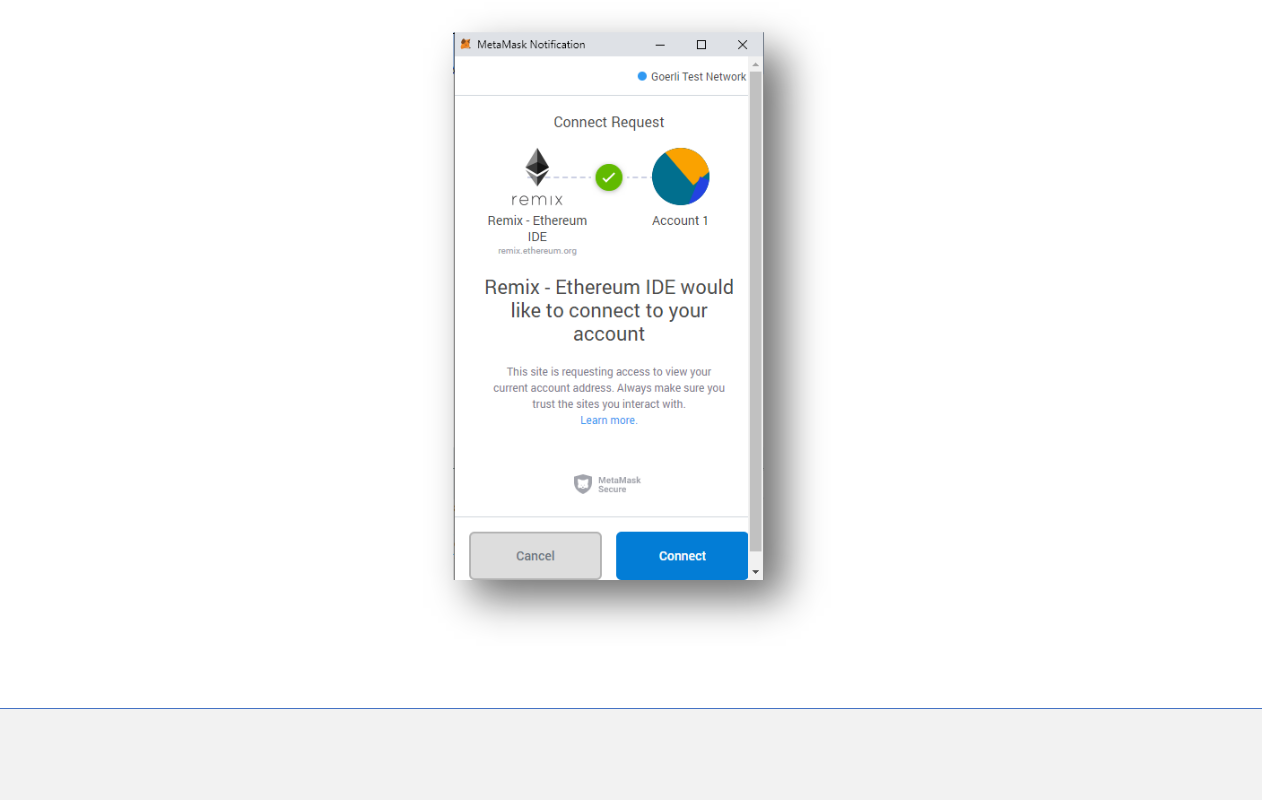 MetaMask Notification
Goerli Test Network
Connect Request
remix
Remix - Ethereum
IDE
remix.ethereum.org
Account 1
Remix - Ethereum IDE would
like to connect to your
account
This site is requesting access to view your
current account address. Always make sure you
trust the sites you interact with.
Learn more.
MetaMask
Secure
Cancel
Connect